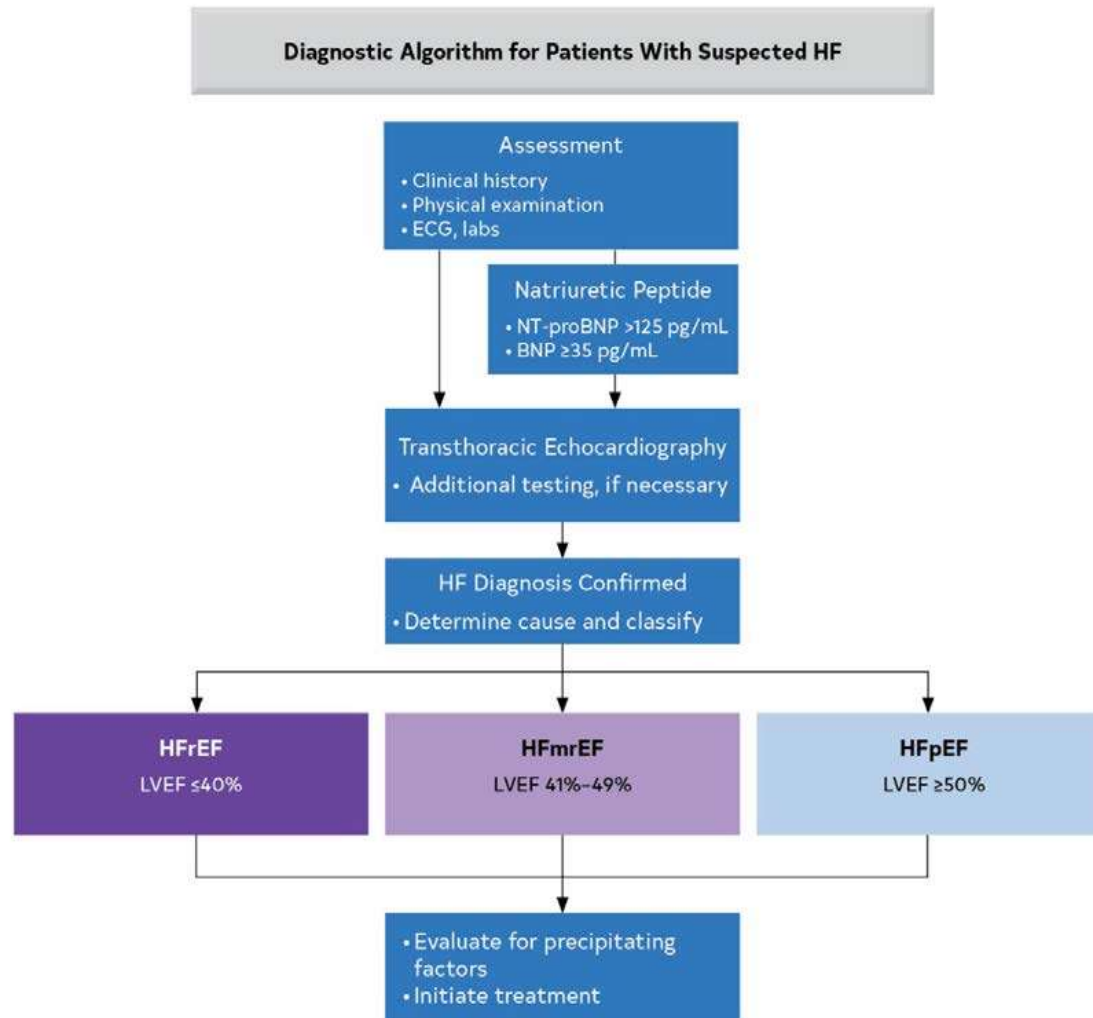 Diagnostic Algorithm for Patients With Suspected HF
Assessment
• Clinical history
• Physical examination
• ECG, labs
Natriuretic Peptide
• NT-proBNP >125 pg/mL
• BNP ≥35 pg/mL
Transthoracic Echocardiography
• Additional testing, if necessary
HF Diagnosis Confirmed
• Determine cause and classify
HFrEF
LVEF ≤40%
HFmrEF
LVEF 41%–49%
HFpEF
LVEF ≥50%
• Evaluate for precipitating
factors
• Initiate treatment